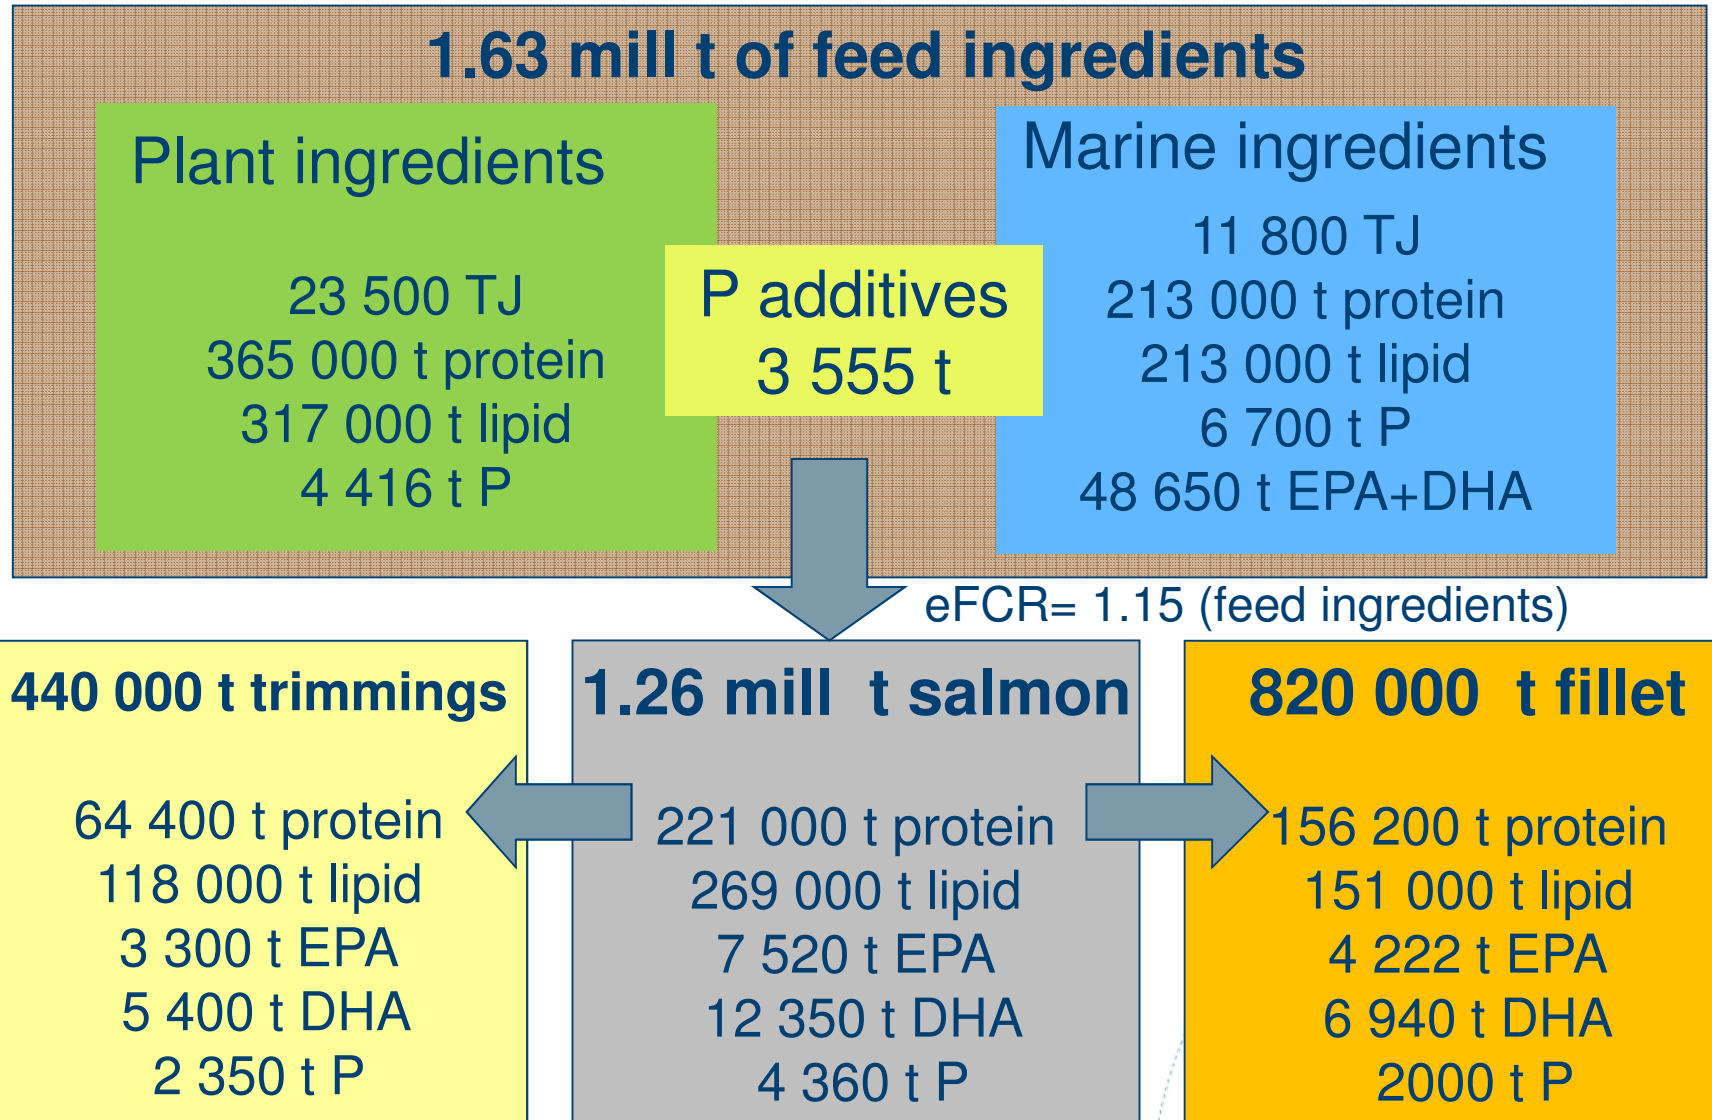 1.63 mill t of feed ingredients
Plant ingredients
23 500 TJ
365 000 t protein
317 000 t lipid
4 416 t P
P additives
3 555 t
Marine ingredients
11 800 TJ
213 000 t protein
213 000 t lipid
6 700 t P
48 650 t EPA+DHA
eFCR= 1.15 (feed ingredients)
440 000 t trimmings
64 400 t protein
118 000 t lipid
3 300 t EPA
5 400 t DHA
2 350 t P
1.26 mill t salmon
221 000 t protein
269 000 t lipid
7 520 t EPA
12 350 t DHA
4 360 t P
820 000 t fillet
156 200 t protein
151 000 t lipid
4 222 t EPA
6 940 t DHA
2000 t P